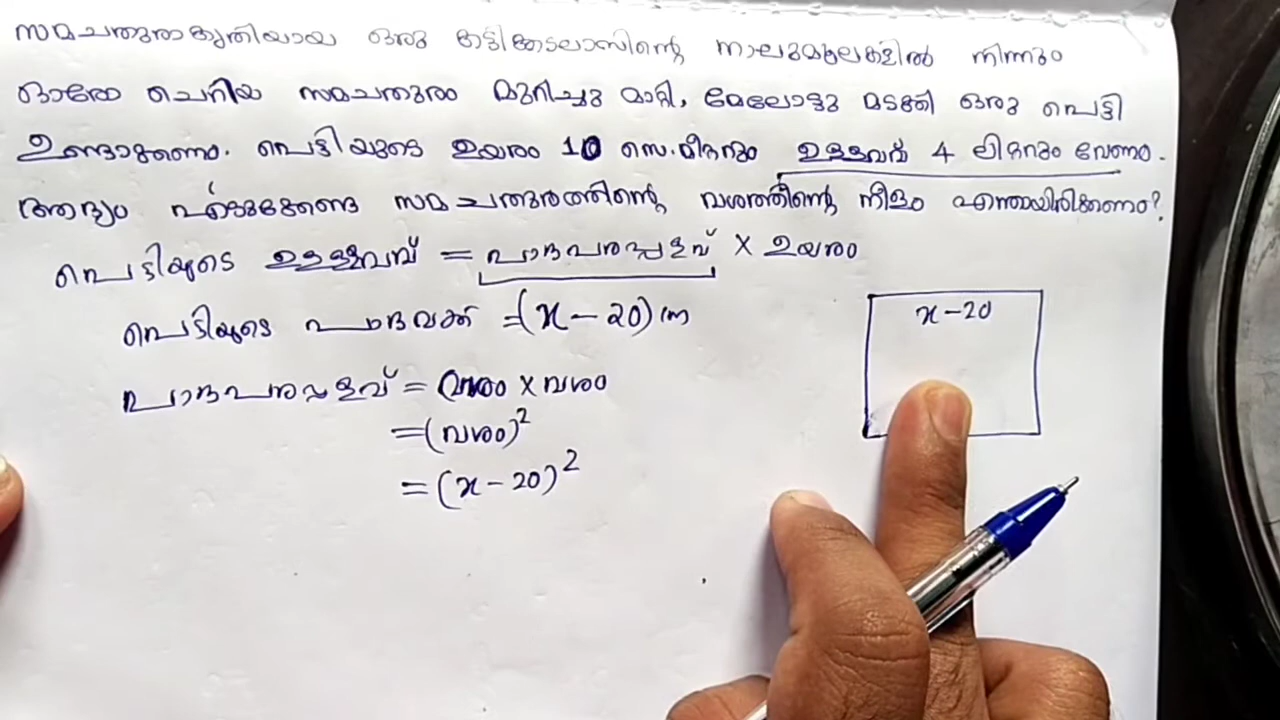 സമചതുരാകൃതിയായ ഒരു കട്ടിക്കടലാസിന്റെ നാലുമൂലകളിൽ നിന്നും
ഓരോ ചെറിയ സമചതുരം മുറിച്ചു മാറ്റി, മേലോട്ടു മടക്കി ഒരു പെട്ടി
ഉണ്ടാക്കണം. പെട്ടിയുടെ ഉയരം 10 സെ.മീറ്ററും ഉള്ളളവ് 4 ലിറ്ററും വേണം.
ആദ്യം എടുക്കേണ്ട സമചതുരത്തിന്റെ വശത്തിന്റെ നീളം എന്തായിരിക്കണം?
പെട്ടിയുടെ ഉള്ളളവ് = പാദപരപ്പളവ് × ഉയരം
പെട്ടിയുടെ പാദവക്ക് = (x - 20) cm
x - 20
പാദപരപ്പളവ് = വശം × വശം
= (വശം)²
= (x - 20)²